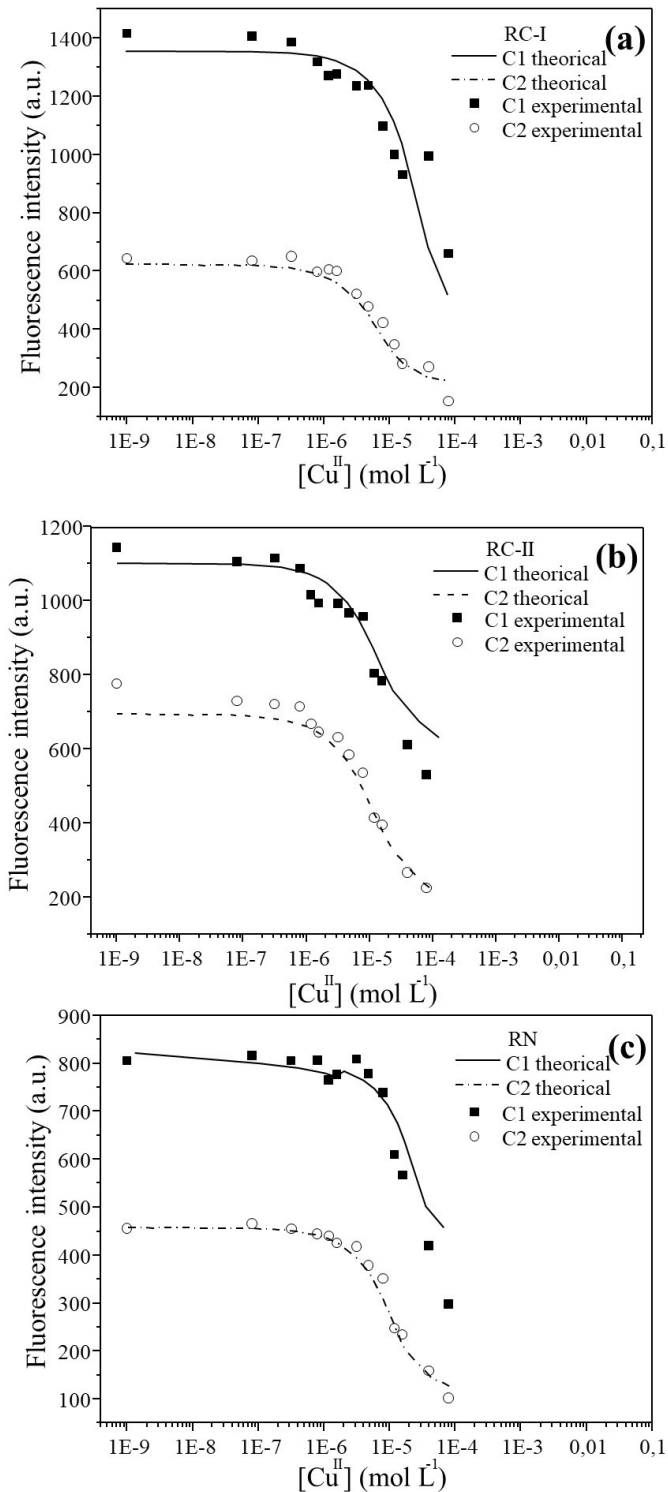 1400
1200
1000
800
600
400
200
Fluorescence intensity (a.u.)
RC-I
(a)
C1 theorical
C2 theorical
C1 experimental
C2 experimental
1E-9 1E-8 1E-7 1E-6 1E-5 1E-4 1E-3 0,01 0,1
[Cu^II] (mol L^-1)
1200
1000
800
600
400
200
Fluorescence intensity (a.u.)
RC-II
(b)
C1 theorical
C2 theorical
C1 experimental
C2 experimental
1E-9 1E-8 1E-7 1E-6 1E-5 1E-4 1E-3 0,01 0,1
[Cu^II] (mol L^-1)
900
800
700
600
500
400
300
200
100
Fluorescence intensity (a.u.)
RN
(c)
C1 theorical
C2 theorical
C1 experimental
C2 experimental
1E-9 1E-8 1E-7 1E-6 1E-5 1E-4 1E-3 0,01 0,1
[Cu^II] (mol L^-1)